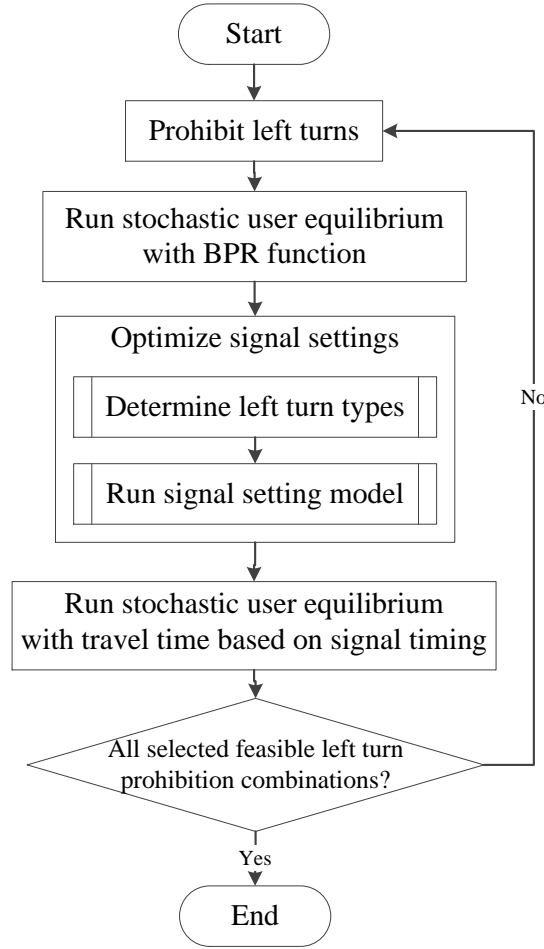 Start
Prohibit left turns
Run stochastic user equilibrium
with BPR function
Optimize signal settings
Determine left turn types
Run signal setting model
No
Run stochastic user equilibrium
with travel time based on signal timing
All selected feasible left turn
prohibition combinations?
Yes
End